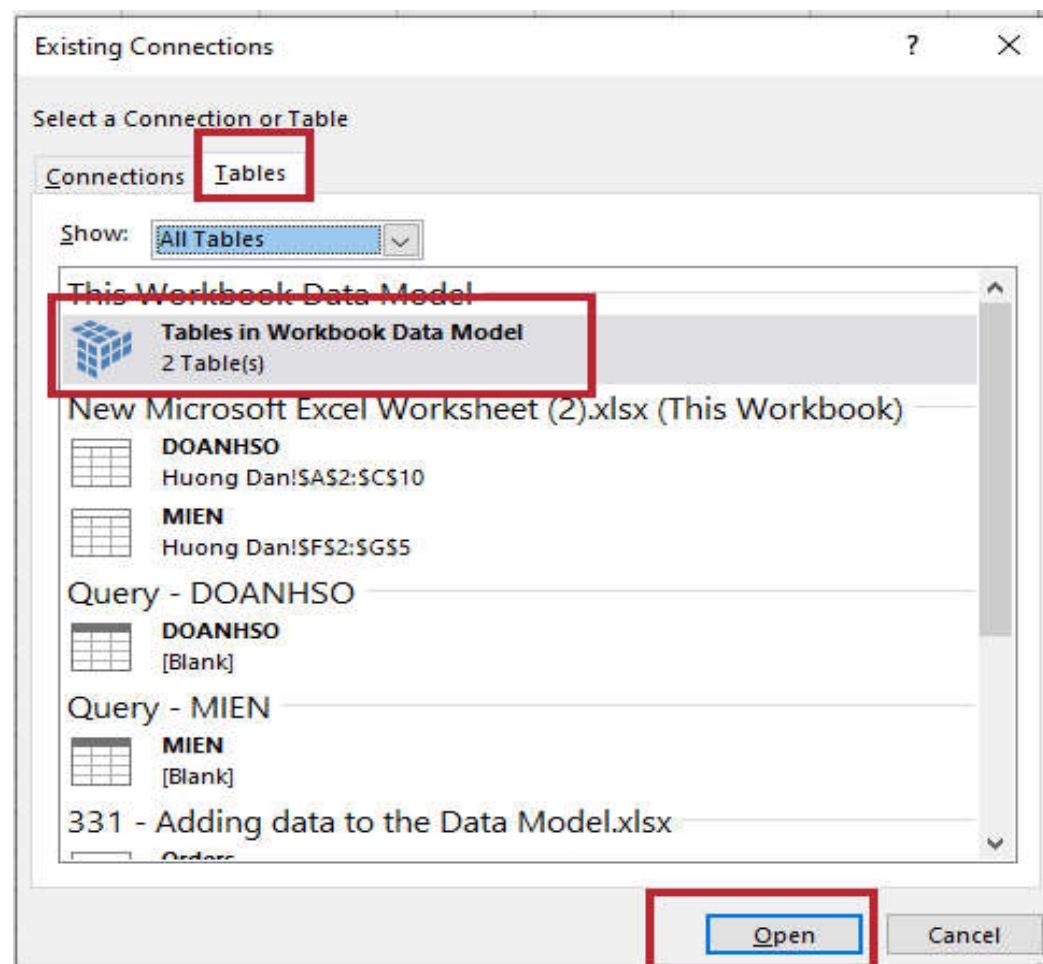 Existing Connections ? ×
Select a Connection or Table
Connections Tables
Show: All Tables
This Workbook Data Model
Tables in Workbook Data Model
2 Table(s)
New Microsoft Excel Worksheet (2).xlsx (This Workbook)
DOANHSO
Huong Dan!$A$2:$C$10
MIEN
Huong Dan!$F$2:$G$5
Query - DOANHSO
DOANHSO
[Blank]
Query - MIEN
MIEN
[Blank]
331 - Adding data to the Data Model.xlsx
Orders
Open Cancel